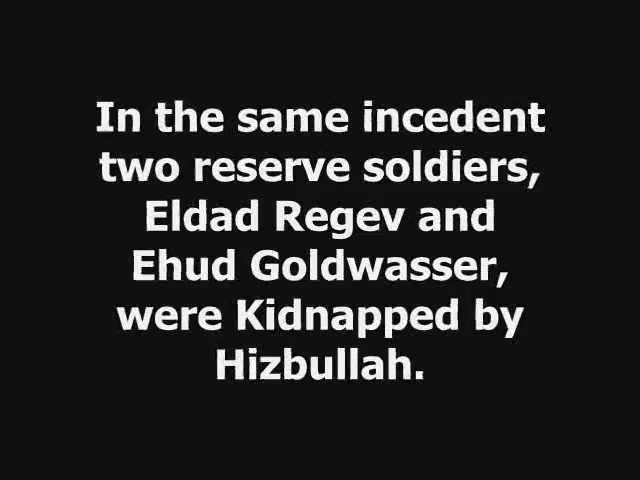 In the same incedent
two reserve soldiers,
Eldad Regev and
Ehud Goldwasser,
were Kidnapped by
Hizbullah.